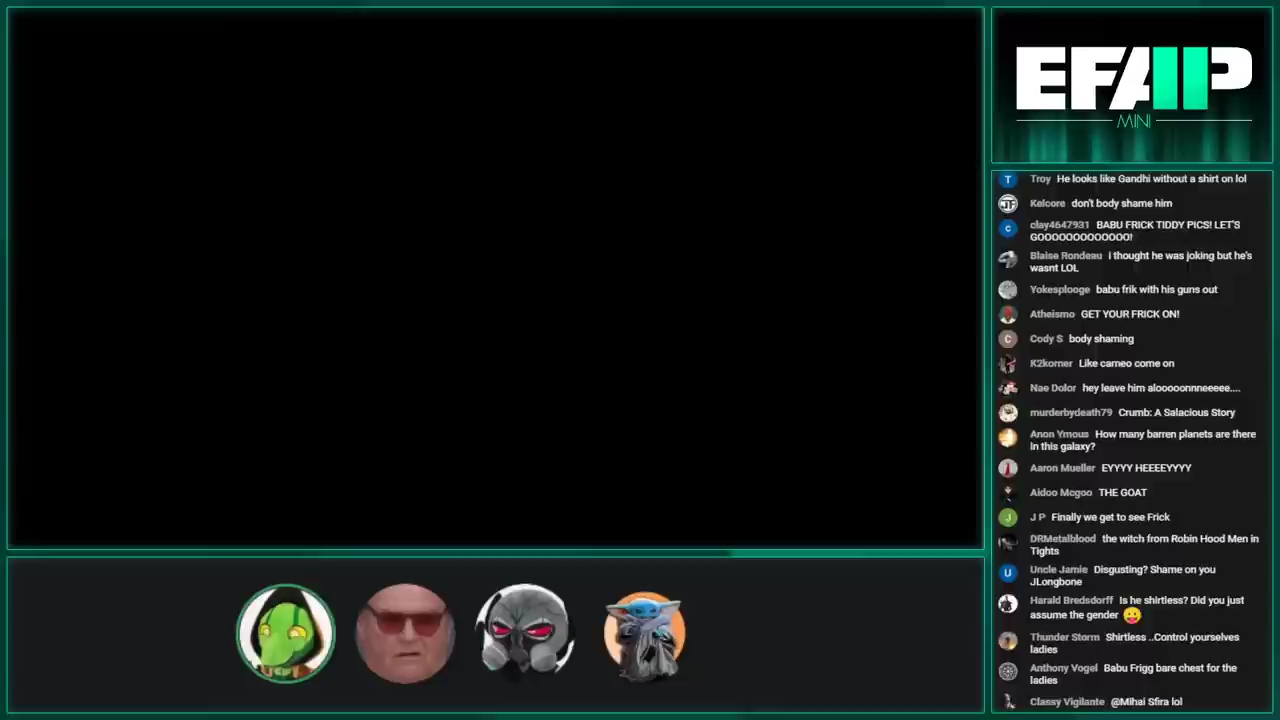 EFAP
MINI
T Troy He looks like Gandhi without a shirt on lol
Kelcore don't body shame him
c clay4647931 BABU FRICK TIDDY PICS! LET'S
GOOOOOOOOOOOOO!
Blaise Rondeau i thought he was joking but he's
wasnt LOL
Yokesplooge babu frik with his guns out
Atheismo GET YOUR FRICK ON!
C Cody S body shaming
K2korner Like cameo come on
Nae Dolor hey leave him alooooonnneeeee....
murderbydeath79 Crumb: A Salacious Story
Anon Ymous How many barren planets are there
in this galaxy?
Aaron Mueller EYYYY HEEEEYYYY
Aidoo Mcgoo THE GOAT
J J P Finally we get to see Frick
DRMetalblood the witch from Robin Hood Men in
Tights
U Uncle Jamie Disgusting? Shame on you
JLongbone
Harald Bredsdorff Is he shirtless? Did you just
assume the gender 😛
Thunder Storm Shirtless ..Control yourselves
ladies
Anthony Vogel Babu Frigg bare chest for the
ladies
Classy Vigilante @Mihai Sfira lol